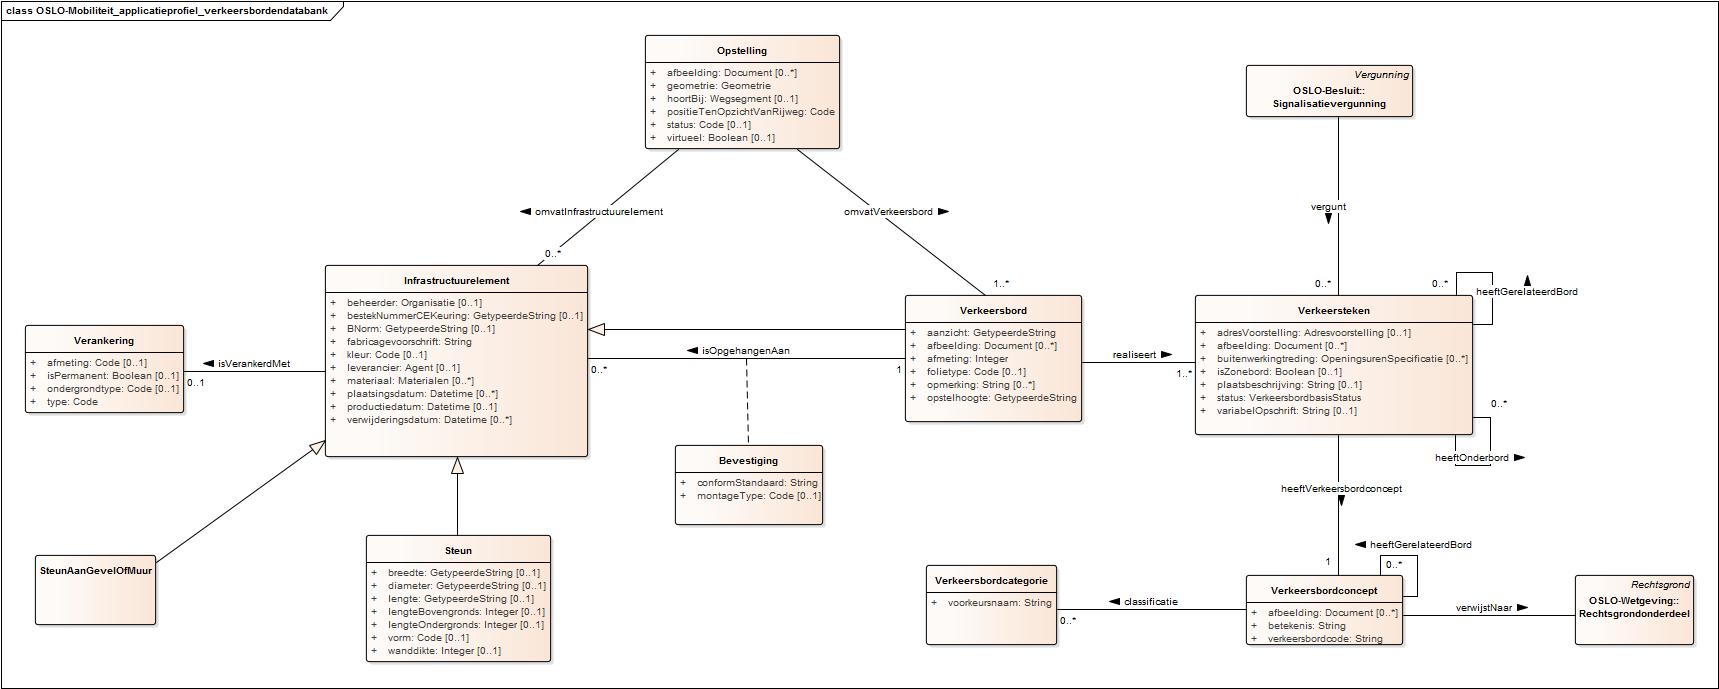 class OSLO-Mobiliteit_applicatieprofiel_verkeersbordendatabank
Opstelling
+ afbeelding: Document [0..*]
+ geometrie: Geometrie
+ hoortBij: Wegsegment [0..1]
+ positieTenOpzichtVanRijweg: Code
+ status: Code [0..1]
+ virtueel: Boolean [0..1]
Vergunning
OSLO-Besluit::
Signalisatievergunning
omvatInfrastructuurelement
0..*
omvatVerkeersbord
1..*
vergunt
0..*
Infrastructuurelement
+ beheerder: Organisatie [0..1]
+ bestekNummerCEKeuring: GetypeerdeString [0..1]
+ BNorm: GetypeerdeString [0..1]
+ fabricagevoorschrift: String
+ kleur: Code [0..1]
+ leverancier: Agent [0..1]
+ materiaal: Materialen [0..*]
+ plaatsingsdatum: Datetime [0..*]
+ productiedatum: Datetime [0..1]
+ verwijderingsdatum: Datetime [0..*]
Verankering
+ afmeting: Code [0..1]
+ isPermanent: Boolean [0..1]
+ ondergrondtype: Code [0..1]
+ type: Code
isVerankerdMet
0..1
isOpgehangenAan
0..*
1
Verkeersbord
+ aanzicht: GetypeerdeString
+ afbeelding: Document [0..*]
+ afmeting: Integer
+ folietype: Code [0..1]
+ opmerking: String [0..*]
+ opstelhoogte: GetypeerdeString
realiseert
1..*
Verkeersteken
+ adresVoorstelling: Adresvoorstelling [0..1]
+ afbeelding: Document [0..*]
+ buitenwerkingtreding: OpeningsurenSpecificatie [0..*]
+ isZonebord: Boolean [0..1]
+ plaatsbeschrijving: String [0..1]
+ status: VerkeersbordbasisStatus
+ variabelOpschrift: String [0..1]
0..*
heeftGerelateerdBord
0..*
heeftOnderbord
Bevestiging
+ conformStandaard: String
+ montageType: Code [0..1]
heeftVerkeersbordconcept
1
SteunAanGevelOfMuur
Steun
+ breedte: GetypeerdeString [0..1]
+ diameter: GetypeerdeString [0..1]
+ lengte: GetypeerdeString [0..1]
+ lengteBovengronds: Integer [0..1]
+ lengteOndergronds: Integer [0..1]
+ vorm: Code [0..1]
+ wanddikte: Integer [0..1]
Verkeersbordcategorie
+ voorkeursnaam: String
classificatie
0..*
heeftGerelateerdBord
0..*
Verkeersbordconcept
+ afbeelding: Document [0..*]
+ betekenis: String
+ verkeersbordcode: String
verwijstNaar
Rechtsgrond
OSLO-Wetgeving::
Rechtsgrondonderdeel